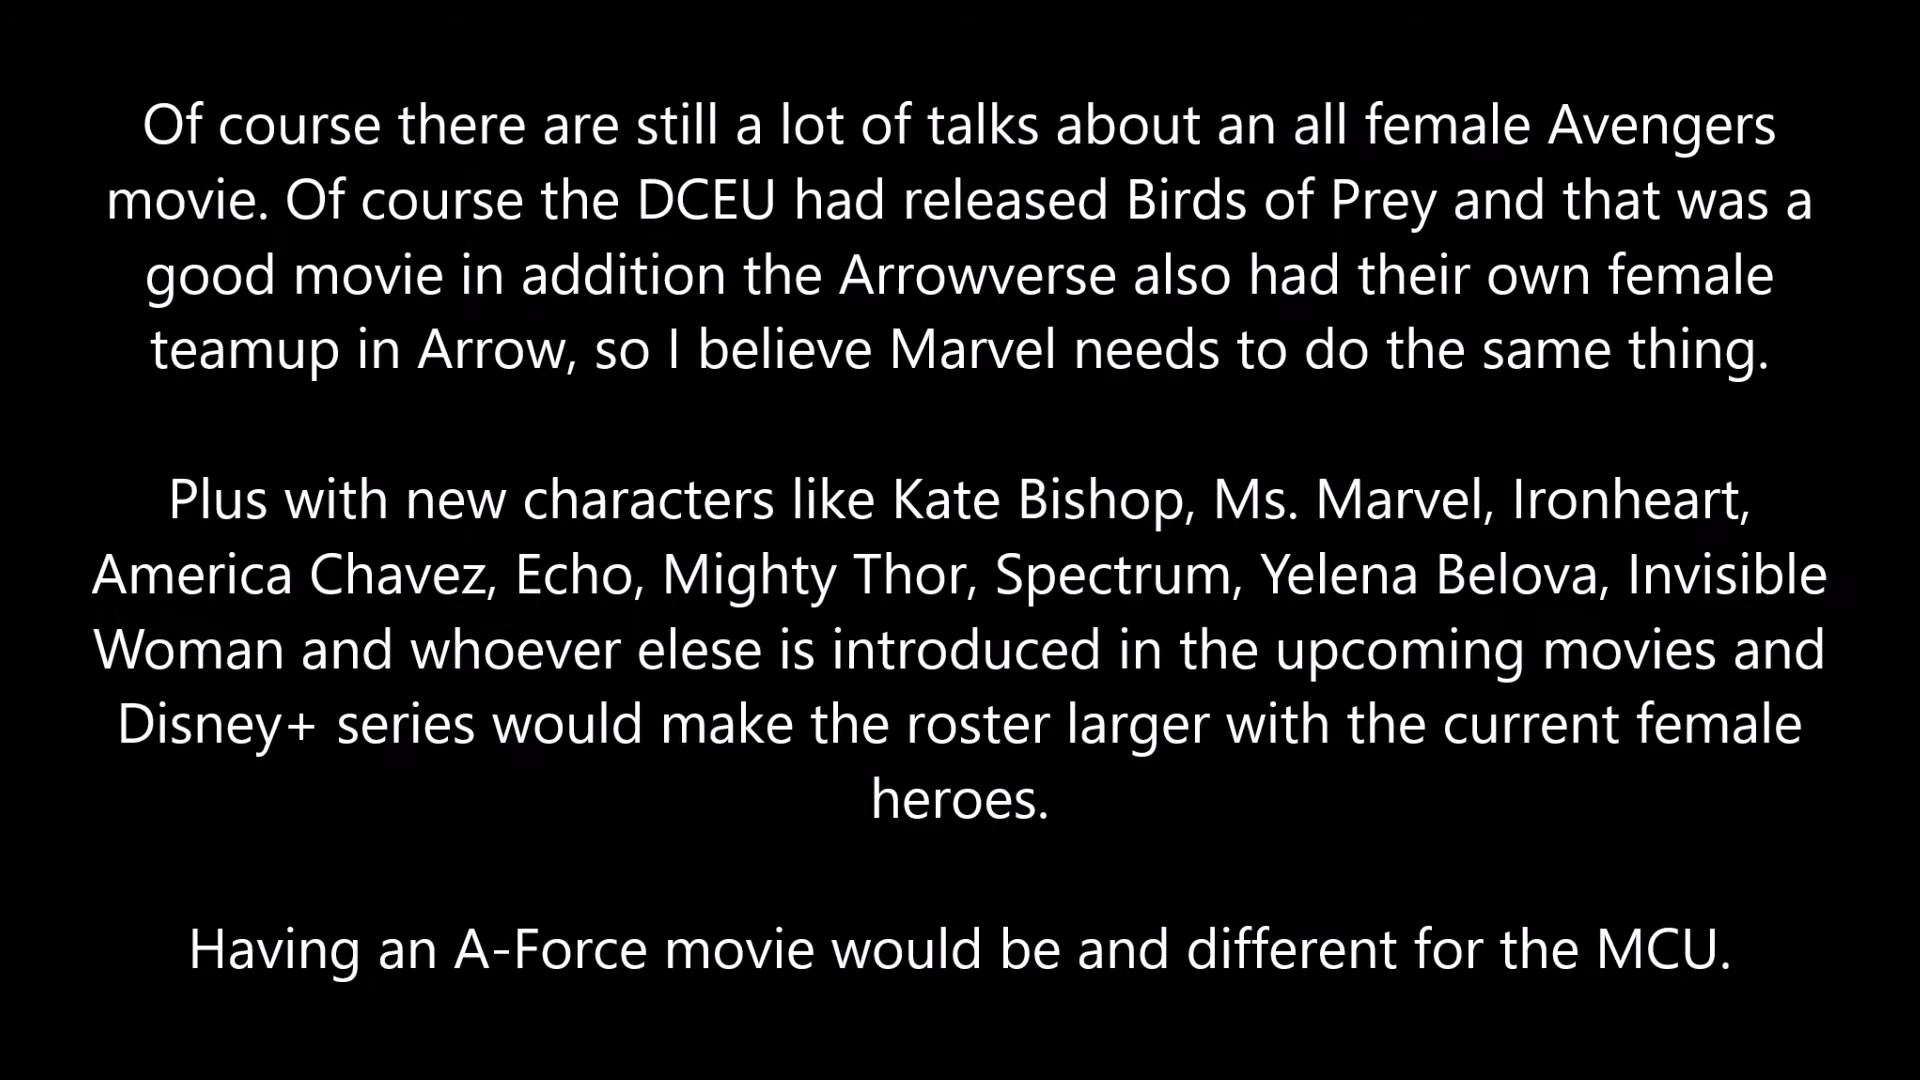 Of course there are still a lot of talks about an all female Avengers
movie. Of course the DCEU had released Birds of Prey and that was a
good movie in addition the Arrowverse also had their own female
teamup in Arrow, so I believe Marvel needs to do the same thing.
Plus with new characters like Kate Bishop, Ms. Marvel, Ironheart,
America Chavez, Echo, Mighty Thor, Spectrum, Yelena Belova, Invisible
Woman and whoever elese is introduced in the upcoming movies and
Disney+ series would make the roster larger with the current female
heroes.
Having an A-Force movie would be and different for the MCU.